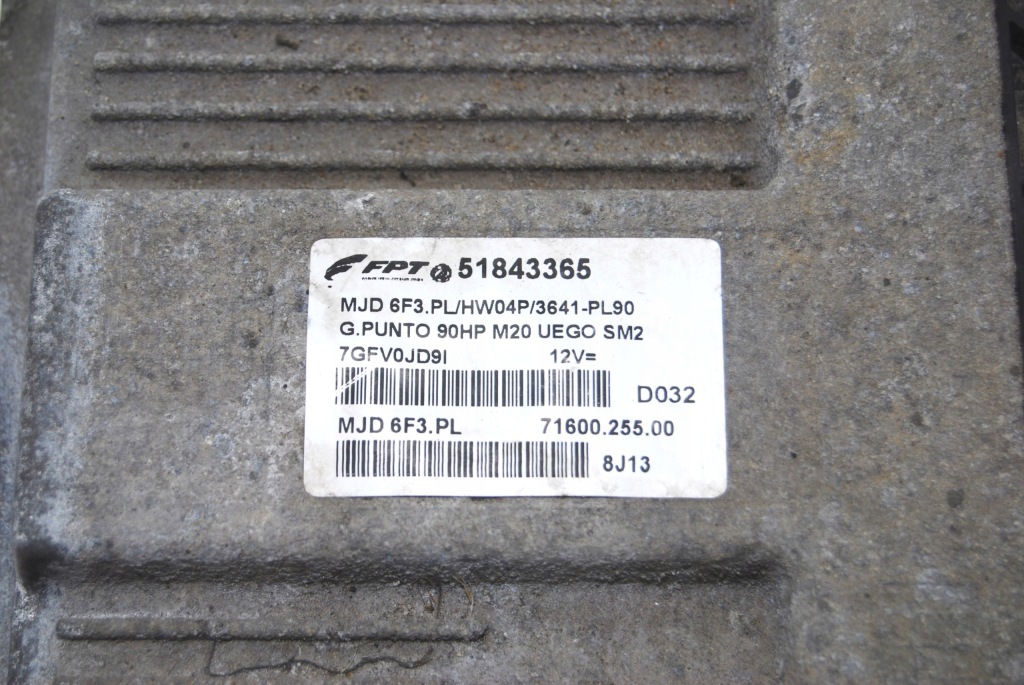 FPT 51843365
MJD 6F3.PL/HW04P/3641-PL90
G.PUNTO 90HP M20 UEGO SM2
7GFV0JD9I 12V=
D032
MJD 6F3.PL 71600.255.00
8J13